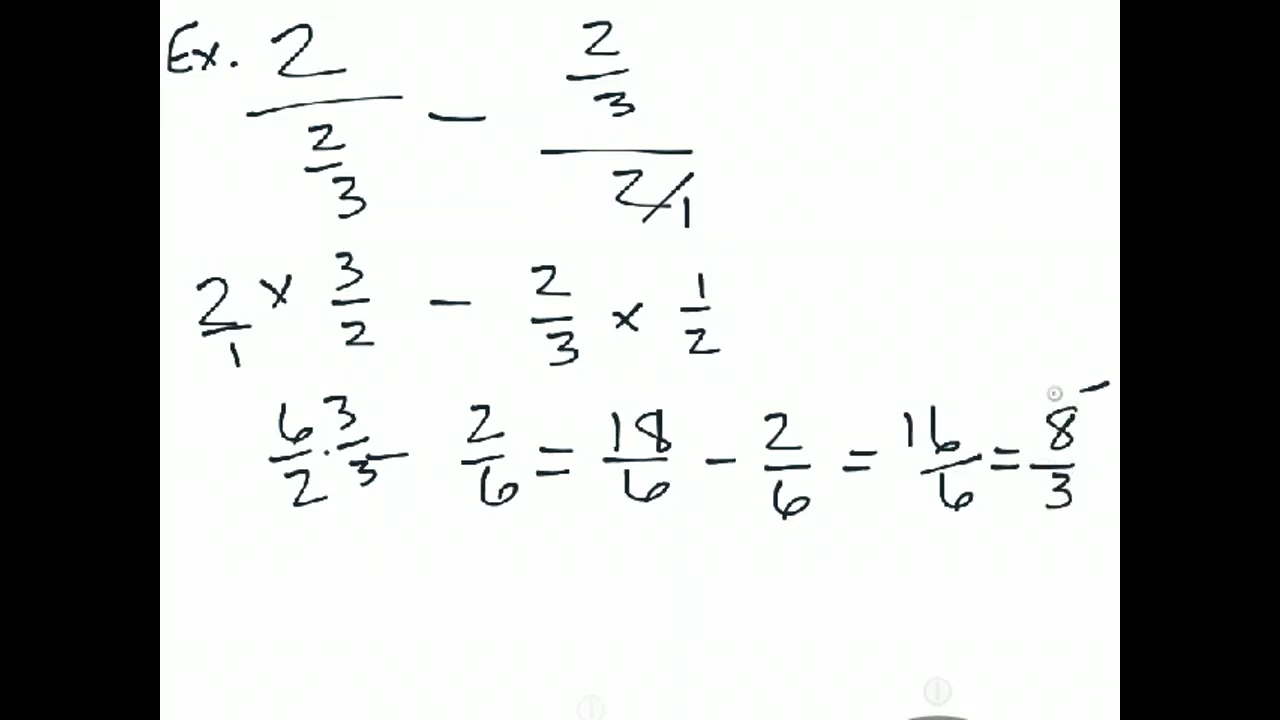 Ex. 2 / (2/3) - (2/3) / (2/1)
2/1 x 3/2 - 2/3 x 1/2
6/2 · 3/3 - 2/6 = 18/6 - 2/6 = 16/6 = 8/3